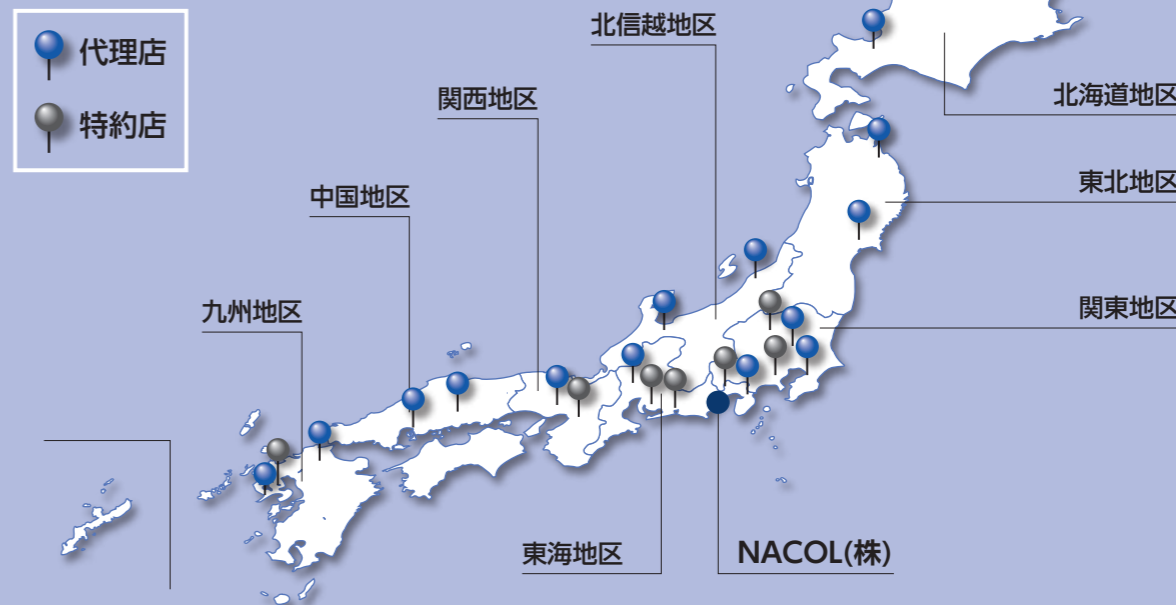 代理店
特約店
北信越地区
関西地区
北海道地区
中国地区
東北地区
九州地区
関東地区
東海地区
NACOL(株)